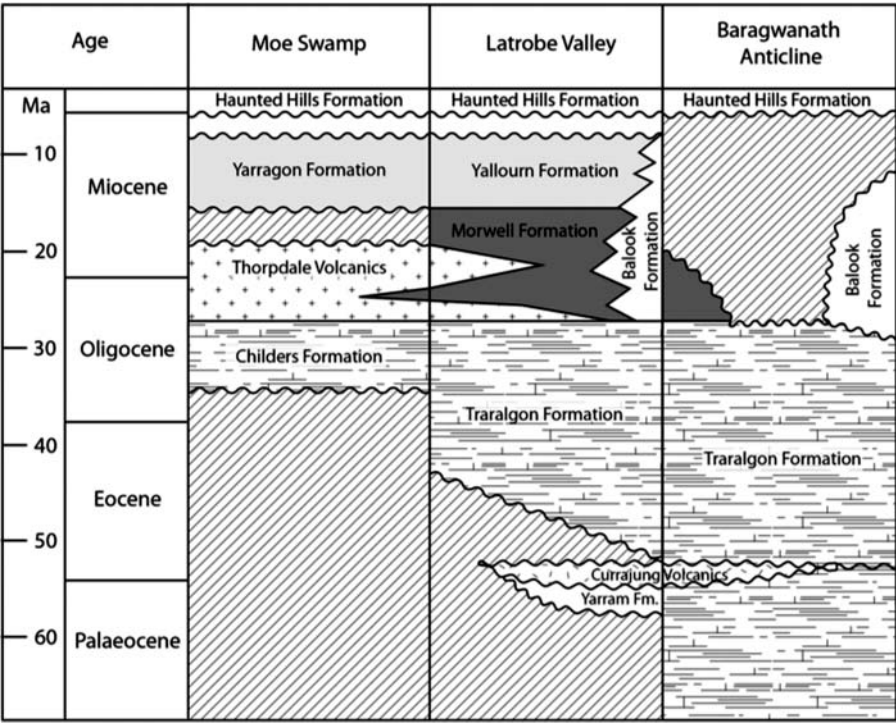 Age
Moe Swamp
Latrobe Valley
Baragwanath
Anticline
Ma
Haunted Hills Formation
Haunted Hills Formation
Haunted Hills Formation
10
Miocene
Yarragon Formation
Yallourn Formation
Morwell Formation
20
Thorpdale Volcanics
Balook
Formation
Balook
Formation
30
Oligocene
Childers Formation
Traralgon Formation
40
Traralgon Formation
Eocene
50
Currajung Volcanics
Yarram Fm.
60
Palaeocene